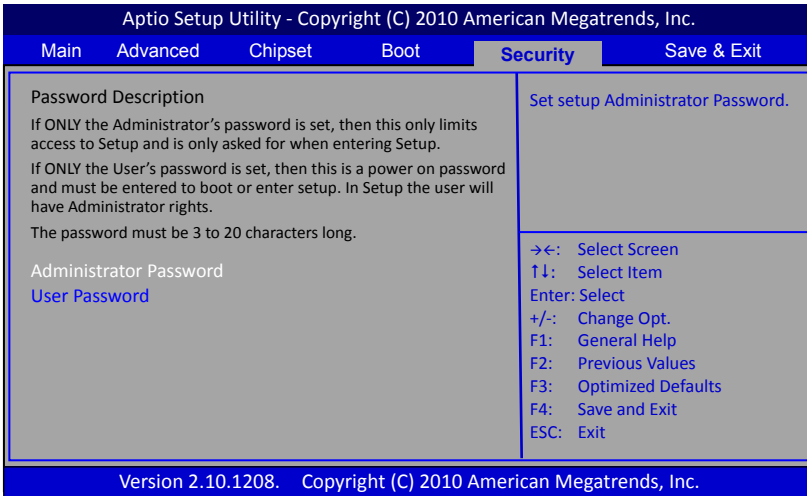 Aptio Setup Utility - Copyright (C) 2010 American Megatrends, Inc.
Main Advanced Chipset Boot Security Save & Exit
Password Description
If ONLY the Administrator's password is set, then this only limits
access to Setup and is only asked for when entering Setup.
If ONLY the User's password is set, then this is a power on password
and must be entered to boot or enter setup. In Setup the user will
have Administrator rights.
The password must be 3 to 20 characters long.
Administrator Password
User Password
Set setup Administrator Password.
→←: Select Screen
↑↓: Select Item
Enter: Select
+/-: Change Opt.
F1: General Help
F2: Previous Values
F3: Optimized Defaults
F4: Save and Exit
ESC: Exit
Version 2.10.1208. Copyright (C) 2010 American Megatrends, Inc.